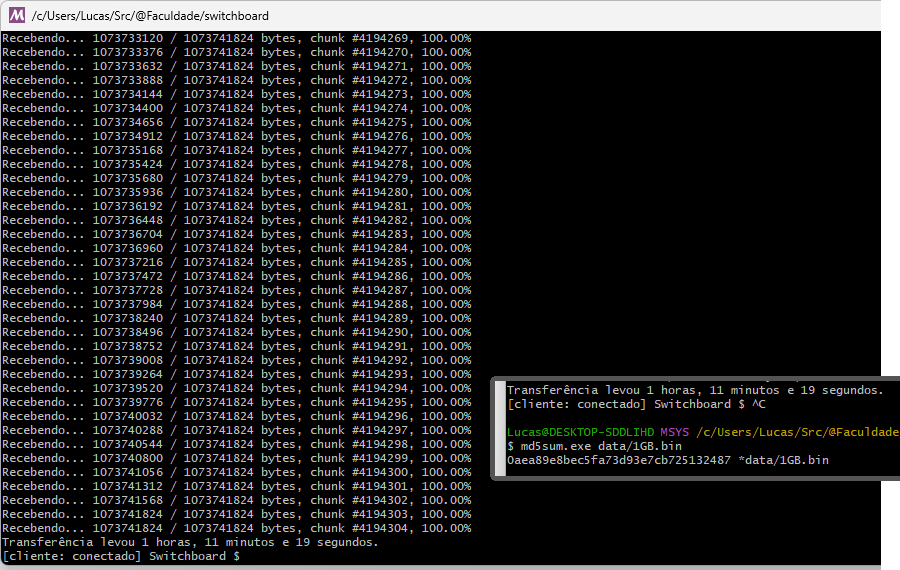 M /c/Users/Lucas/Src/@Faculdade/switchboard
Recebendo... 1073733120 / 1073741824 bytes, chunk #4194269, 100.00%
Recebendo... 1073733376 / 1073741824 bytes, chunk #4194270, 100.00%
Recebendo... 1073733632 / 1073741824 bytes, chunk #4194271, 100.00%
Recebendo... 1073733888 / 1073741824 bytes, chunk #4194272, 100.00%
Recebendo... 1073734144 / 1073741824 bytes, chunk #4194273, 100.00%
Recebendo... 1073734400 / 1073741824 bytes, chunk #4194274, 100.00%
Recebendo... 1073734656 / 1073741824 bytes, chunk #4194275, 100.00%
Recebendo... 1073734912 / 1073741824 bytes, chunk #4194276, 100.00%
Recebendo... 1073735168 / 1073741824 bytes, chunk #4194277, 100.00%
Recebendo... 1073735424 / 1073741824 bytes, chunk #4194278, 100.00%
Recebendo... 1073735680 / 1073741824 bytes, chunk #4194279, 100.00%
Recebendo... 1073735936 / 1073741824 bytes, chunk #4194280, 100.00%
Recebendo... 1073736192 / 1073741824 bytes, chunk #4194281, 100.00%
Recebendo... 1073736448 / 1073741824 bytes, chunk #4194282, 100.00%
Recebendo... 1073736704 / 1073741824 bytes, chunk #4194283, 100.00%
Recebendo... 1073736960 / 1073741824 bytes, chunk #4194284, 100.00%
Recebendo... 1073737216 / 1073741824 bytes, chunk #4194285, 100.00%
Recebendo... 1073737472 / 1073741824 bytes, chunk #4194286, 100.00%
Recebendo... 1073737728 / 1073741824 bytes, chunk #4194287, 100.00%
Recebendo... 1073737984 / 1073741824 bytes, chunk #4194288, 100.00%
Recebendo... 1073738240 / 1073741824 bytes, chunk #4194289, 100.00%
Recebendo... 1073738496 / 1073741824 bytes, chunk #4194290, 100.00%
Recebendo... 1073738752 / 1073741824 bytes, chunk #4194291, 100.00%
Recebendo... 1073739008 / 1073741824 bytes, chunk #4194292, 100.00%
Recebendo... 1073739264 / 1073741824 bytes, chunk #4194293, 100.00%
Recebendo... 1073739520 / 1073741824 bytes, chunk #4194294, 100.00%
Recebendo... 1073739776 / 1073741824 bytes, chunk #4194295, 100.00%
Recebendo... 1073740032 / 1073741824 bytes, chunk #4194296, 100.00%
Recebendo... 1073740288 / 1073741824 bytes, chunk #4194297, 100.00%
Recebendo... 1073740544 / 1073741824 bytes, chunk #4194298, 100.00%
Recebendo... 1073740800 / 1073741824 bytes, chunk #4194299, 100.00%
Recebendo... 1073741056 / 1073741824 bytes, chunk #4194300, 100.00%
Recebendo... 1073741312 / 1073741824 bytes, chunk #4194301, 100.00%
Recebendo... 1073741568 / 1073741824 bytes, chunk #4194302, 100.00%
Recebendo... 1073741824 / 1073741824 bytes, chunk #4194303, 100.00%
Recebendo... 1073741824 / 1073741824 bytes, chunk #4194304, 100.00%
Transferência levou 1 horas, 11 minutos e 19 segundos.
[cliente: conectado] Switchboard $
Transferência levou 1 horas, 11 minutos e 19 segundos.
[cliente: conectado] Switchboard $ ^C
Lucas@DESKTOP-SDDLIHD MSYS /c/Users/Lucas/Src/@Faculdade
$ md5sum.exe data/1GB.bin
0aea89e8bec5fa73d93e7cb725132487 *data/1GB.bin